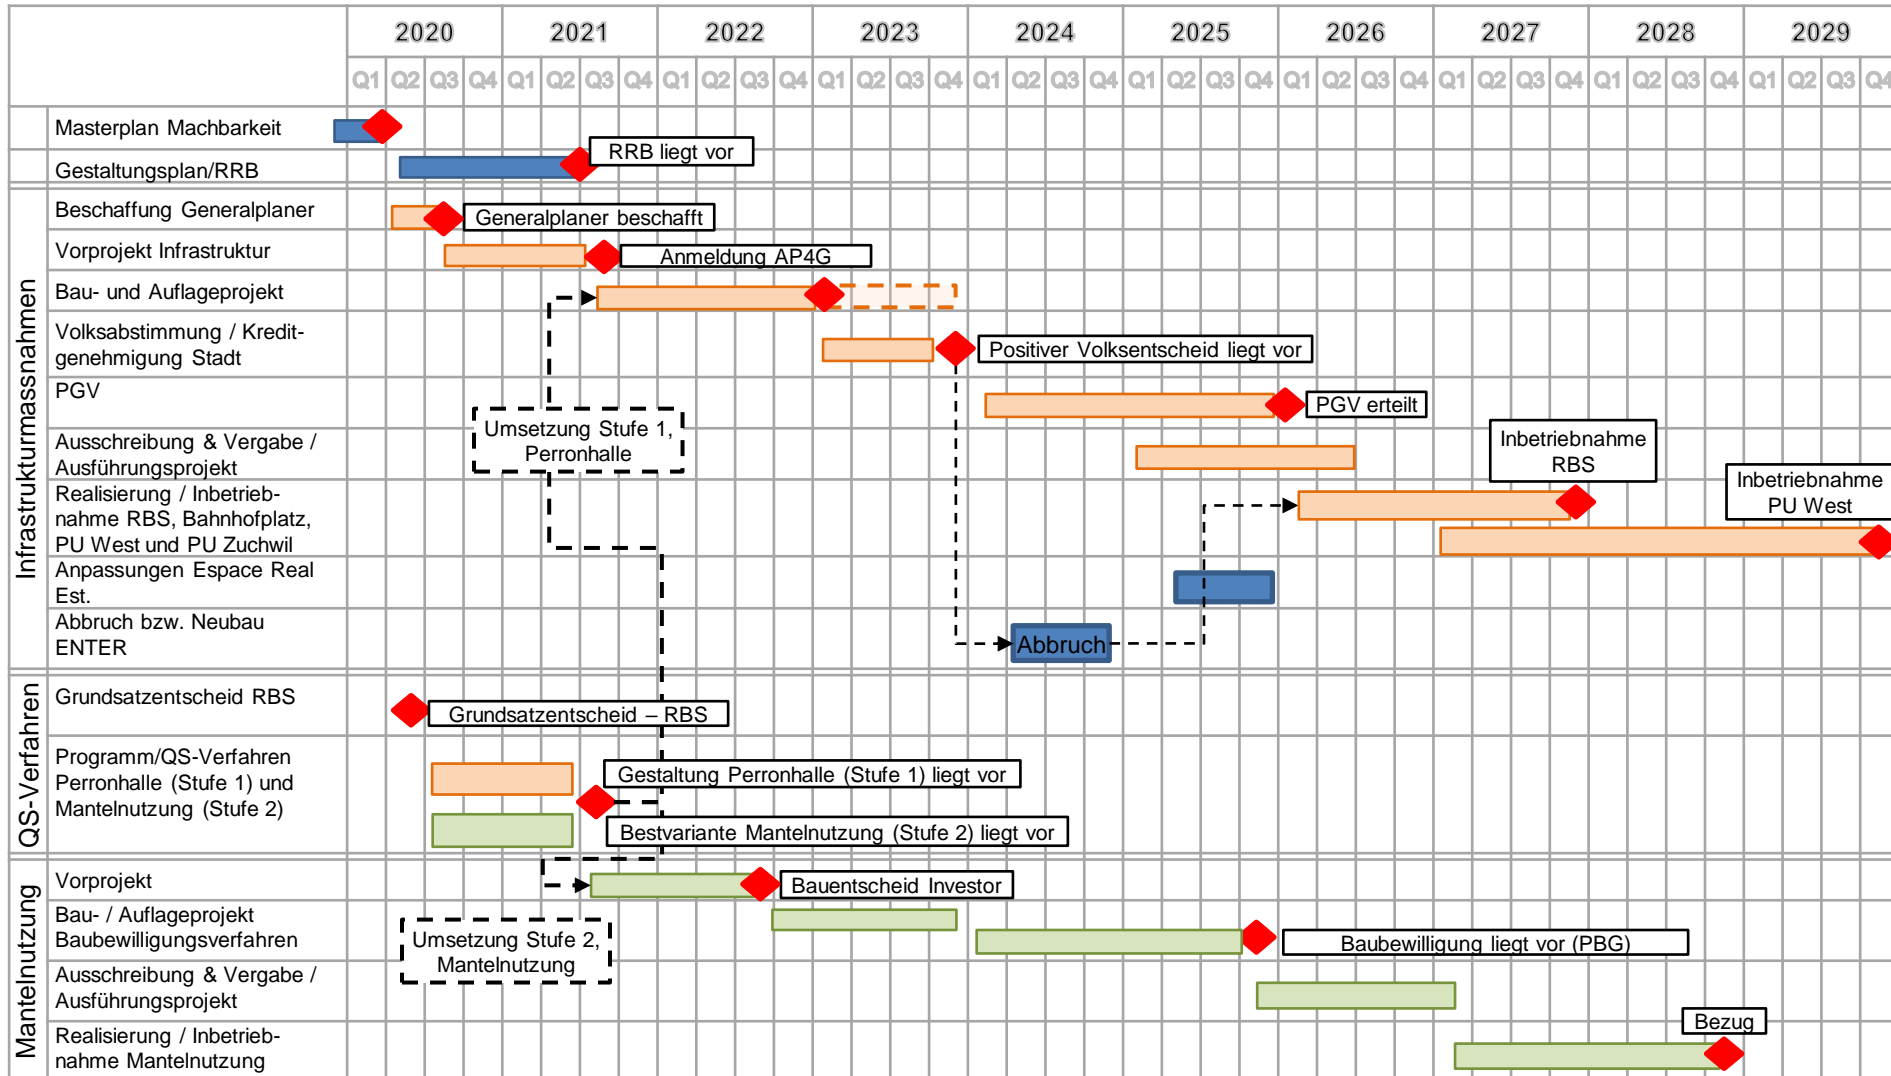 2020 2021 2022 2023 2024 2025 2026 2027 2028 2029
Q1 Q2 Q3 Q4 Q1 Q2 Q3 Q4 Q1 Q2 Q3 Q4 Q1 Q2 Q3 Q4 Q1 Q2 Q3 Q4 Q1 Q2 Q3 Q4 Q1 Q2 Q3 Q4 Q1 Q2 Q3 Q4 Q1 Q2 Q3 Q4 Q1 Q2 Q3 Q4
Masterplan Machbarkeit
Gestaltungsplan/RRB
RRB liegt vor
Infrastrukturmassnahmen
Beschaffung Generalplaner
Generalplaner beschafft
Vorprojekt Infrastruktur
Anmeldung AP4G
Bau- und Auflageprojekt
Volksabstimmung / Kredit-
genehmigung Stadt
Positiver Volksentscheid liegt vor
PGV
PGV erteilt
Umsetzung Stufe 1,
Perronhalle
Ausschreibung & Vergabe /
Ausführungsprojekt
Inbetriebnahme
RBS
Realisierung / Inbetrieb-
nahme RBS, Bahnhofplatz,
PU West und PU Zuchwil
Inbetriebnahme
PU West
Anpassungen Espace Real
Est.
Abbruch bzw. Neubau
ENTER
Abbruch
QS-Verfahren
Grundsatzentscheid RBS
Grundsatzentscheid – RBS
Programm/QS-Verfahren
Perronhalle (Stufe 1) und
Mantelnutzung (Stufe 2)
Gestaltung Perronhalle (Stufe 1) liegt vor
Bestvariante Mantelnutzung (Stufe 2) liegt vor
Mantelnutzung
Vorprojekt
Bauentscheid Investor
Bau- / Auflageprojekt
Baubewilligungsverfahren
Umsetzung Stufe 2,
Mantelnutzung
Baubewilligung liegt vor (PBG)
Ausschreibung & Vergabe /
Ausführungsprojekt
Realisierung / Inbetrieb-
nahme Mantelnutzung
Bezug